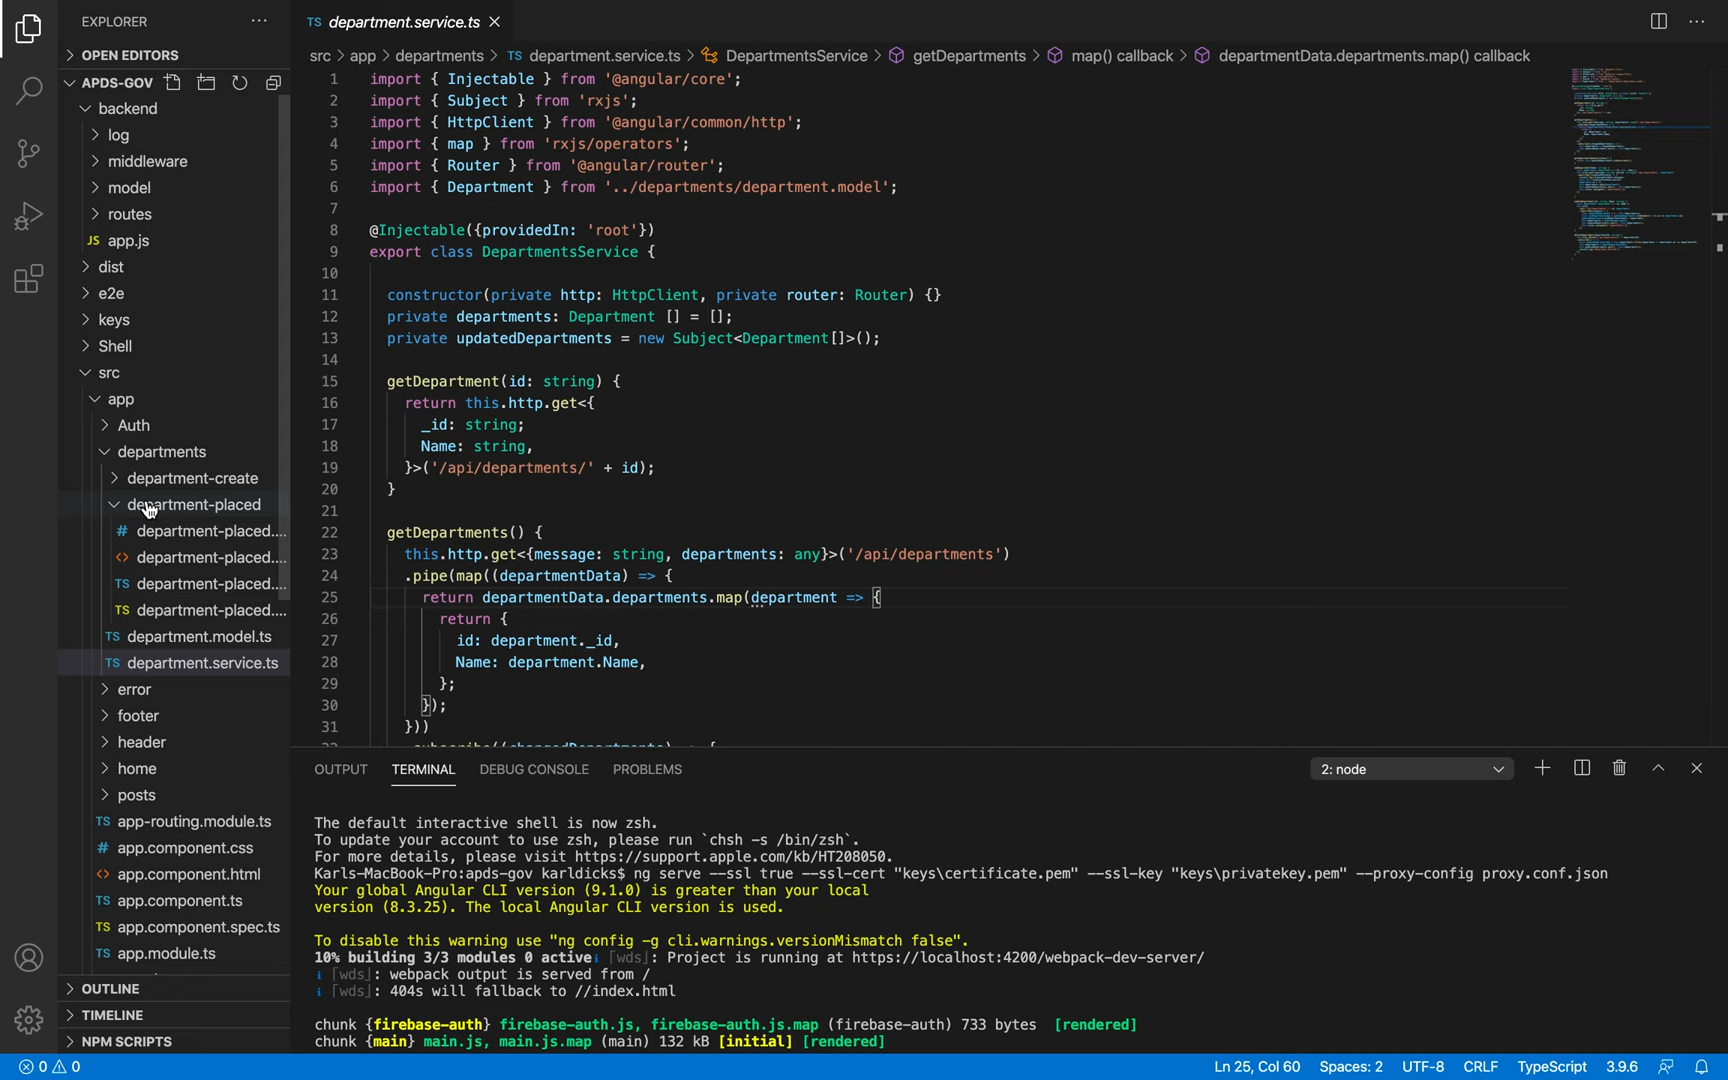 EXPLORER
OPEN EDITORS
APDS-GOV
backend
log
middleware
model
routes
JS app.js
dist
e2e
keys
Shell
src
app
Auth
departments
department-create
department-placed
# department-placed....
<> department-placed....
TS department-placed....
TS department-placed....
TS department.model.ts
TS department.service.ts
error
footer
header
home
posts
TS app-routing.module.ts
# app.component.css
<> app.component.html
TS app.component.ts
TS app.component.spec.ts
TS app.module.ts
OUTLINE
TIMELINE
NPM SCRIPTS
TS department.service.ts
src > app > departments > TS department.service.ts > DepartmentsService > getDepartments > map() callback > departmentData.departments.map() callback
1 import { Injectable } from '@angular/core';
2 import { Subject } from 'rxjs';
3 import { HttpClient } from '@angular/common/http';
4 import { map } from 'rxjs/operators';
5 import { Router } from '@angular/router';
6 import { Department } from '../departments/department.model';
7
8 @Injectable({providedIn: 'root'})
9 export class DepartmentsService {
10
11 constructor(private http: HttpClient, private router: Router) {}
12 private departments: Department [] = [];
13 private updatedDepartments = new Subject<Department[]>();
14
15 getDepartment(id: string) {
16 return this.http.get<{
17 _id: string;
18 Name: string,
19 }>('/api/departments/' + id);
20 }
21
22 getDepartments() {
23 this.http.get<{message: string, departments: any}>('/api/departments')
24 .pipe(map((departmentData) => {
25 return departmentData.departments.map(department => {
26 return {
27 id: department._id,
28 Name: department.Name,
29 };
30 });
31 }))
32 .subscribe((changedDepartments) => {
OUTPUT TERMINAL DEBUG CONSOLE PROBLEMS 2: node
The default interactive shell is now zsh.
To update your account to use zsh, please run `chsh -s /bin/zsh`.
For more details, please visit https://support.apple.com/kb/HT208050.
Karls-MacBook-Pro:apds-gov karldicks$ ng serve --ssl true --ssl-cert "keys\certificate.pem" --ssl-key "keys\privatekey.pem" --proxy-config proxy.conf.json
Your global Angular CLI version (9.1.0) is greater than your local
version (8.3.25). The local Angular CLI version is used.
To disable this warning use "ng config -g cli.warnings.versionMismatch false".
10% building 3/3 modules 0 activeℹ ｢wds｣: Project is running at https://localhost:4200/webpack-dev-server/
ℹ ｢wds｣: webpack output is served from /
ℹ ｢wds｣: 404s will fallback to //index.html
chunk {firebase-auth} firebase-auth.js, firebase-auth.js.map (firebase-auth) 733 bytes [rendered]
chunk {main} main.js, main.js.map (main) 132 kB [initial] [rendered]
0 0 Ln 25, Col 60 Spaces: 2 UTF-8 CRLF TypeScript 3.9.6